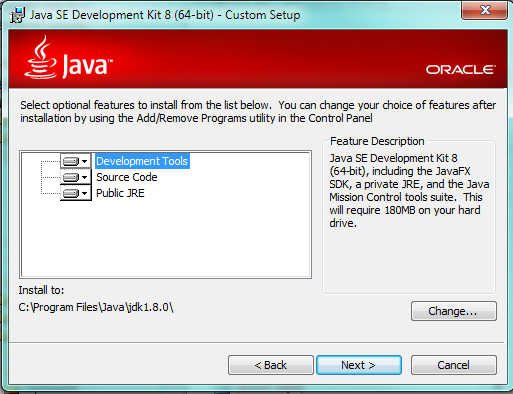 Java SE Development Kit 8 (64-bit) - Custom Setup
Java™
ORACLE
Select optional features to install from the list below. You can change your choice of features after
installation by using the Add/Remove Programs utility in the Control Panel
Development Tools
Source Code
Public JRE
Feature Description
Java SE Development Kit 8
(64-bit), including the JavaFX
SDK, a private JRE, and the Java
Mission Control tools suite. This
will require 180MB on your hard
drive.
Install to:
C:\Program Files\Java\jdk1.8.0\
Change...
< Back
Next >
Cancel